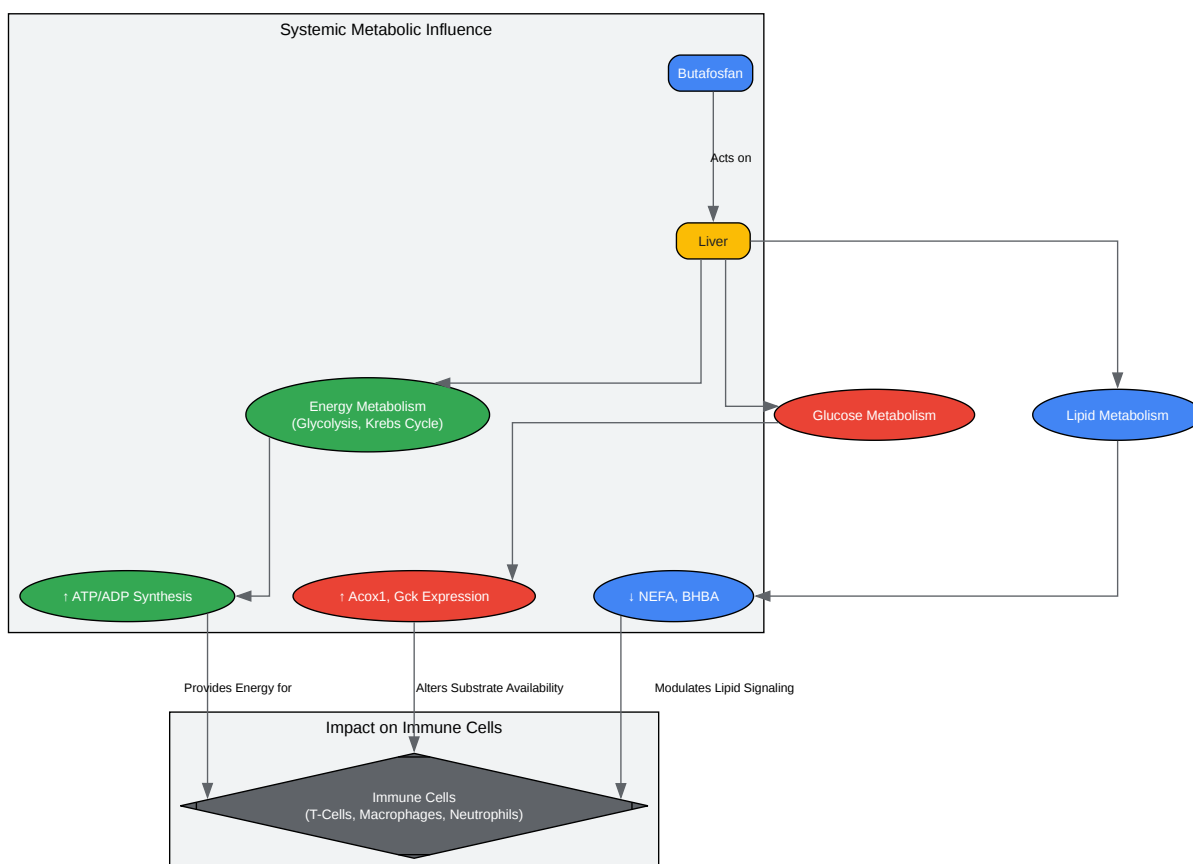 Systemic Metabolic Influence
Butafosfan
Acts on
Liver
Energy Metabolism
(Glycolysis, Krebs Cycle)
Glucose Metabolism
Lipid Metabolism
↑ ATP/ADP Synthesis
↑ Acox1, Gck Expression
↓ NEFA, BHBA
Provides Energy for
Alters Substrate Availability
Modulates Lipid Signaling
Impact on Immune Cells
Immune Cells
(T-Cells, Macrophages, Neutrophils)